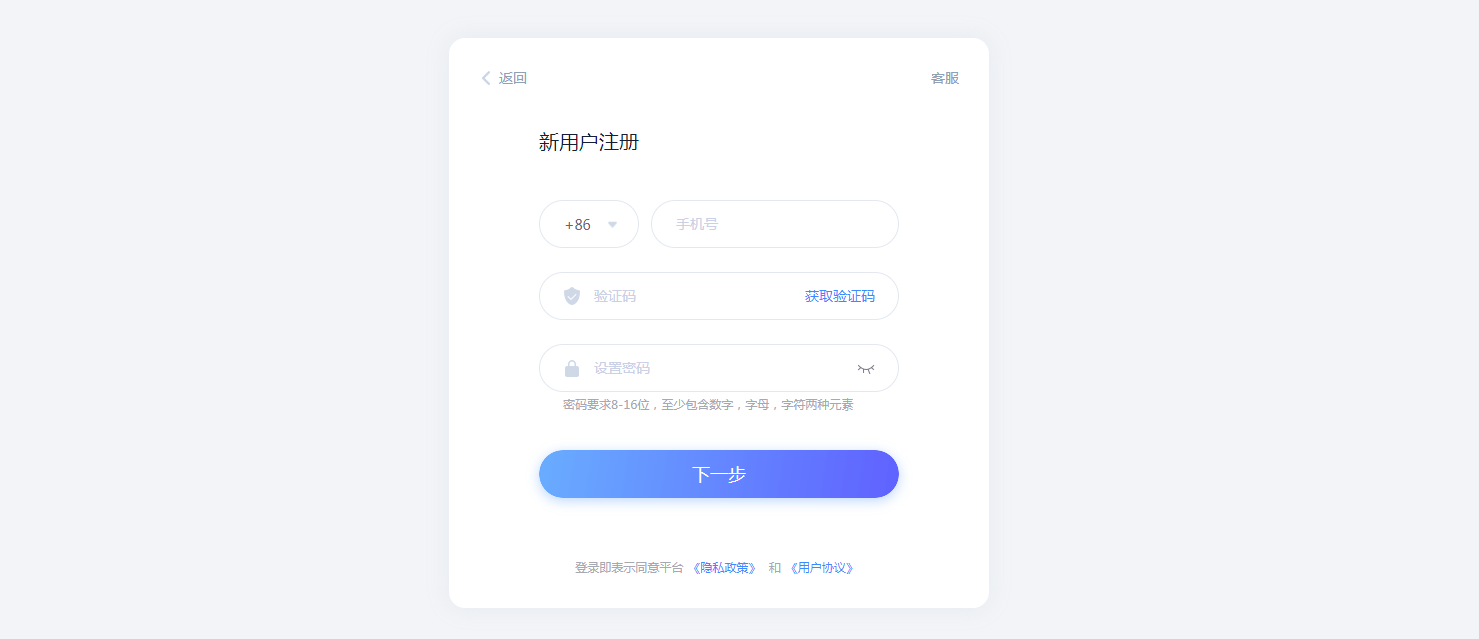 返回
客服
新用户注册
+86
手机号
验证码
获取验证码
设置密码
密码要求8-16位，至少包含数字，字母，字符两种元素
下一步
登录即表示同意平台 《隐私政策》 和 《用户协议》